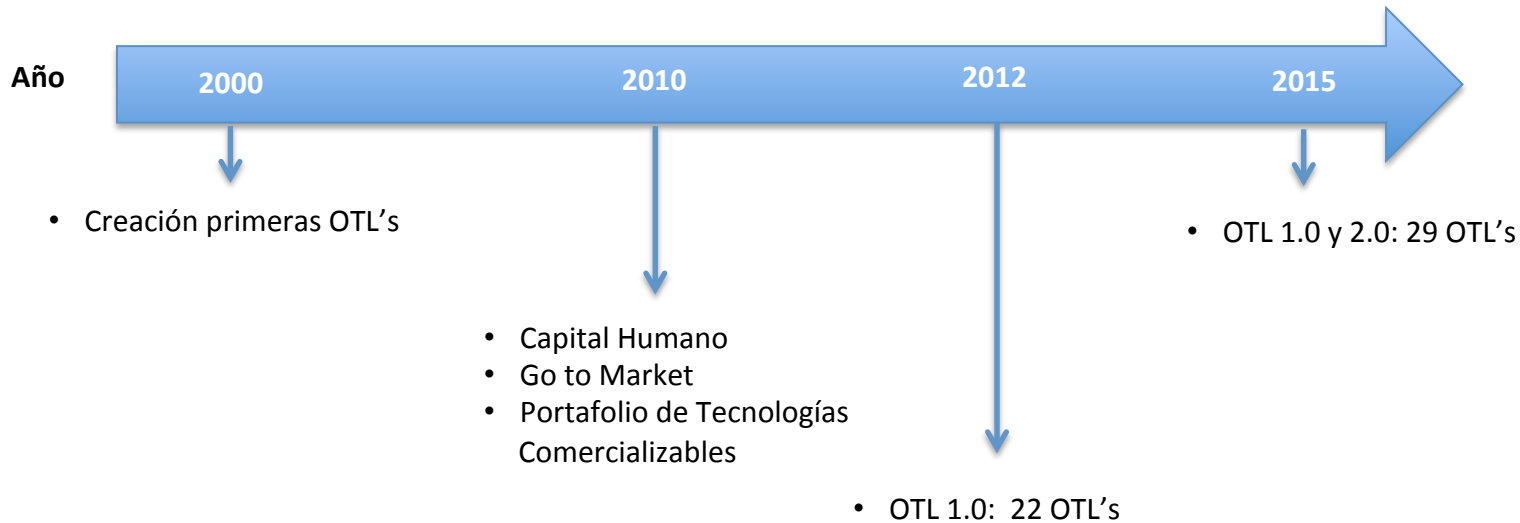 Año
2000 2010 2012 2015
• Creación primeras OTL’s
• OTL 1.0 y 2.0: 29 OTL’s
• Capital Humano
• Go to Market
• Portafolio de Tecnologías
Comercializables
• OTL 1.0:  22 OTL’s